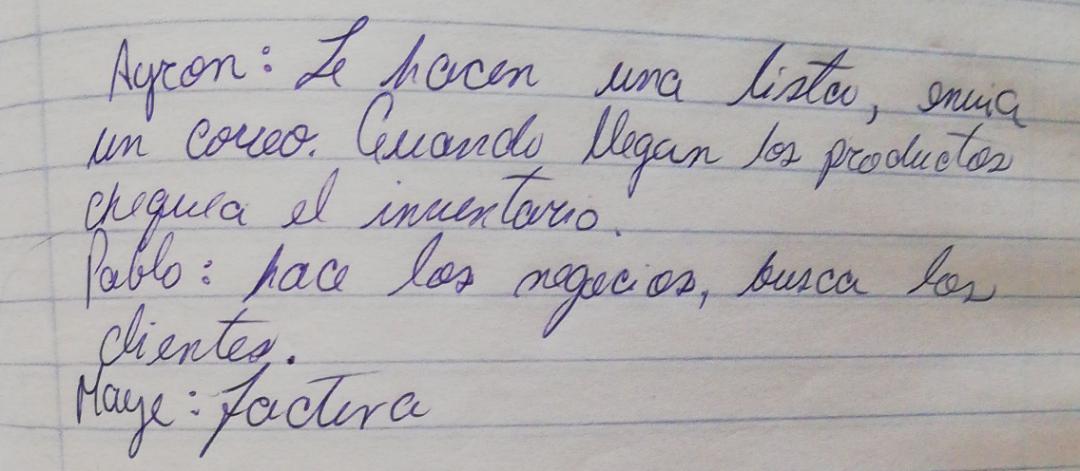 Ayron: Le hacen una lista, envia
un correo. Cuando llegan los productos
chequea el inventario.
Pablo: hace los negocios, busca los
clientes.
Maye: factura